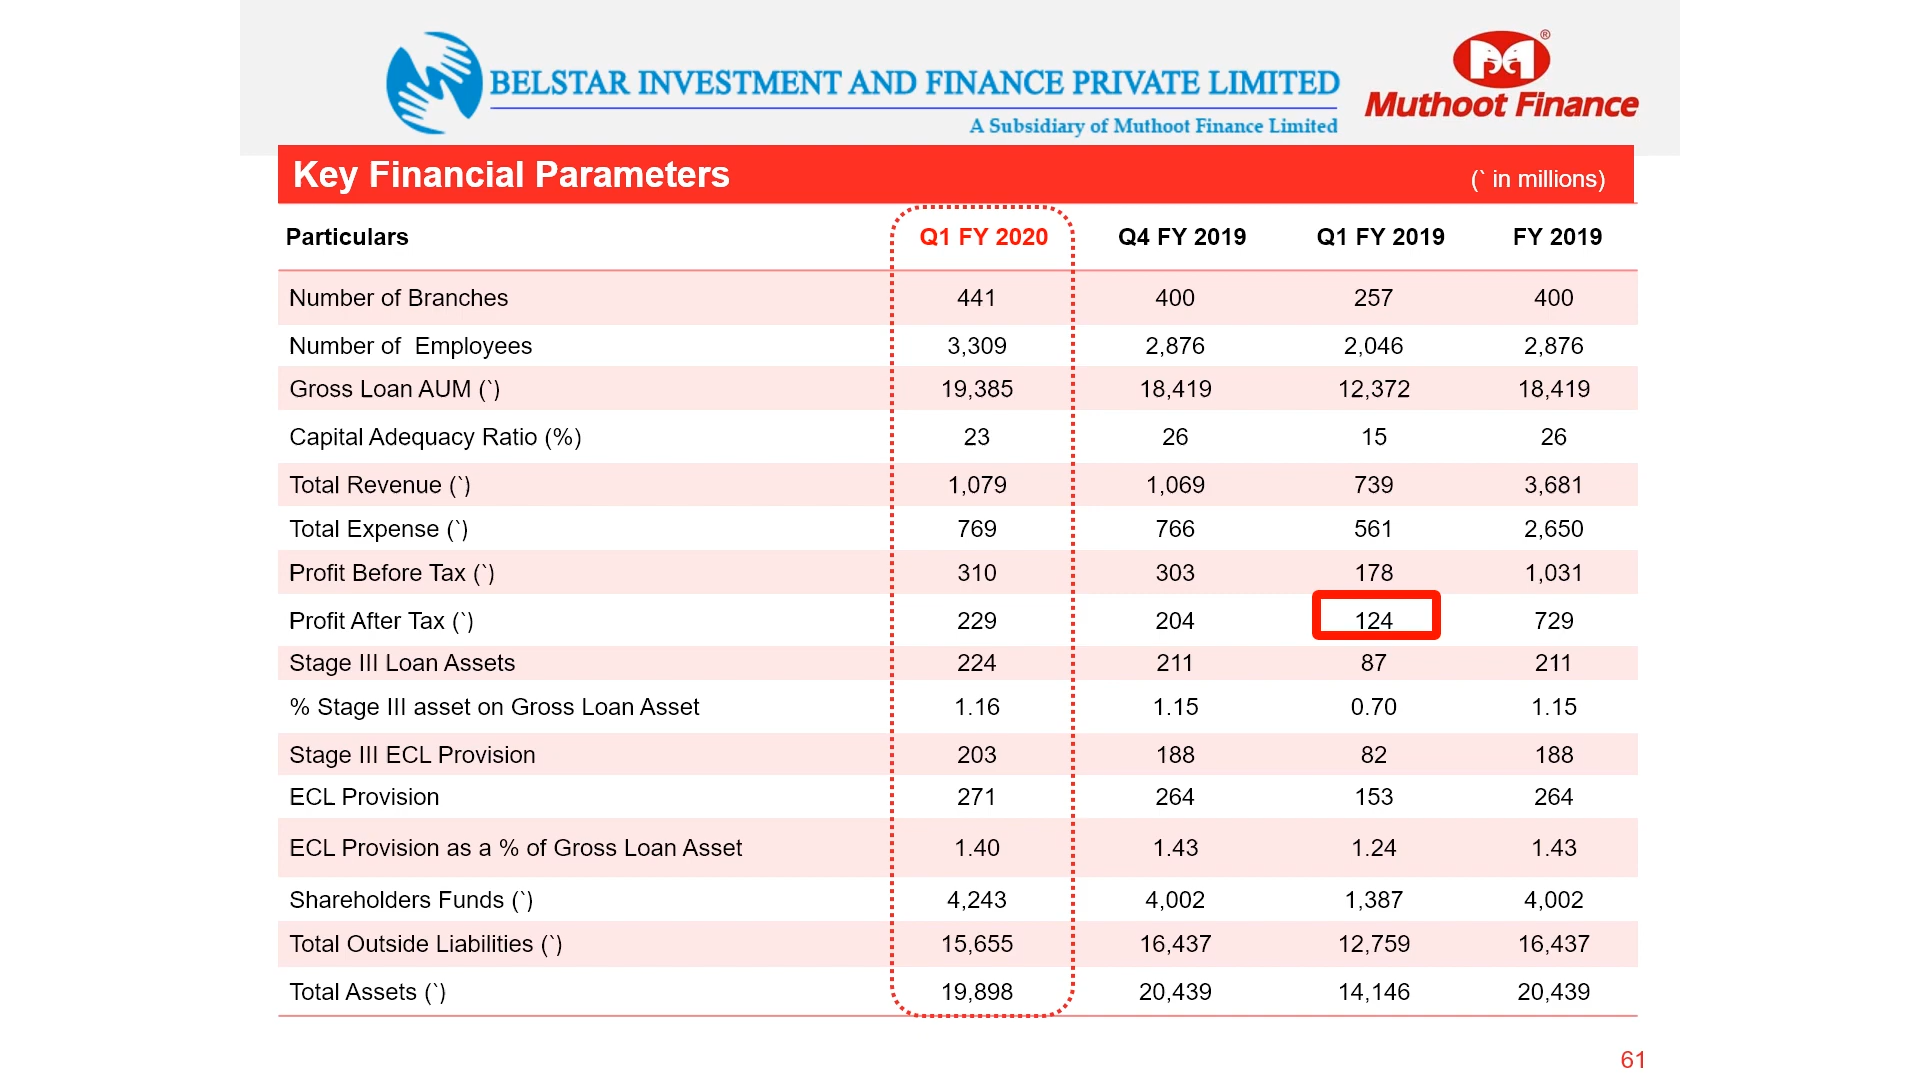 BELSTAR INVESTMENT AND FINANCE PRIVATE LIMITED
A Subsidiary of Muthoot Finance Limited
®
Muthoot Finance
Key Financial Parameters (` in millions)
Particulars Q1 FY 2020 Q4 FY 2019 Q1 FY 2019 FY 2019
Number of Branches 441 400 257 400
Number of Employees 3,309 2,876 2,046 2,876
Gross Loan AUM (`) 19,385 18,419 12,372 18,419
Capital Adequacy Ratio (%) 23 26 15 26
Total Revenue (`) 1,079 1,069 739 3,681
Total Expense (`) 769 766 561 2,650
Profit Before Tax (`) 310 303 178 1,031
Profit After Tax (`) 229 204 124 729
Stage III Loan Assets 224 211 87 211
% Stage III asset on Gross Loan Asset 1.16 1.15 0.70 1.15
Stage III ECL Provision 203 188 82 188
ECL Provision 271 264 153 264
ECL Provision as a % of Gross Loan Asset 1.40 1.43 1.24 1.43
Shareholders Funds (`) 4,243 4,002 1,387 4,002
Total Outside Liabilities (`) 15,655 16,437 12,759 16,437
Total Assets (`) 19,898 20,439 14,146 20,439
61